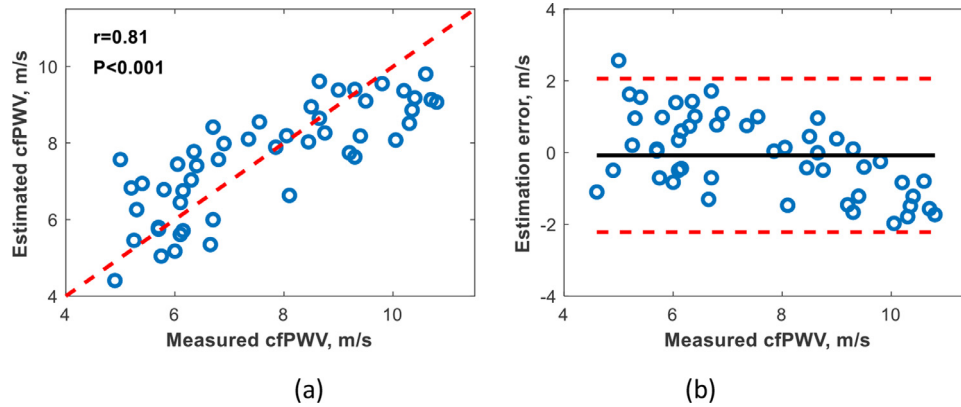 r=0.81
P<0.001
Estimated cfPWV, m/s
10
8
6
4
4
6
8
10
Measured cfPWV, m/s
(a)
Estimation error, m/s
4
2
0
-2
-4
4
6
8
10
Measured cfPWV, m/s
(b)